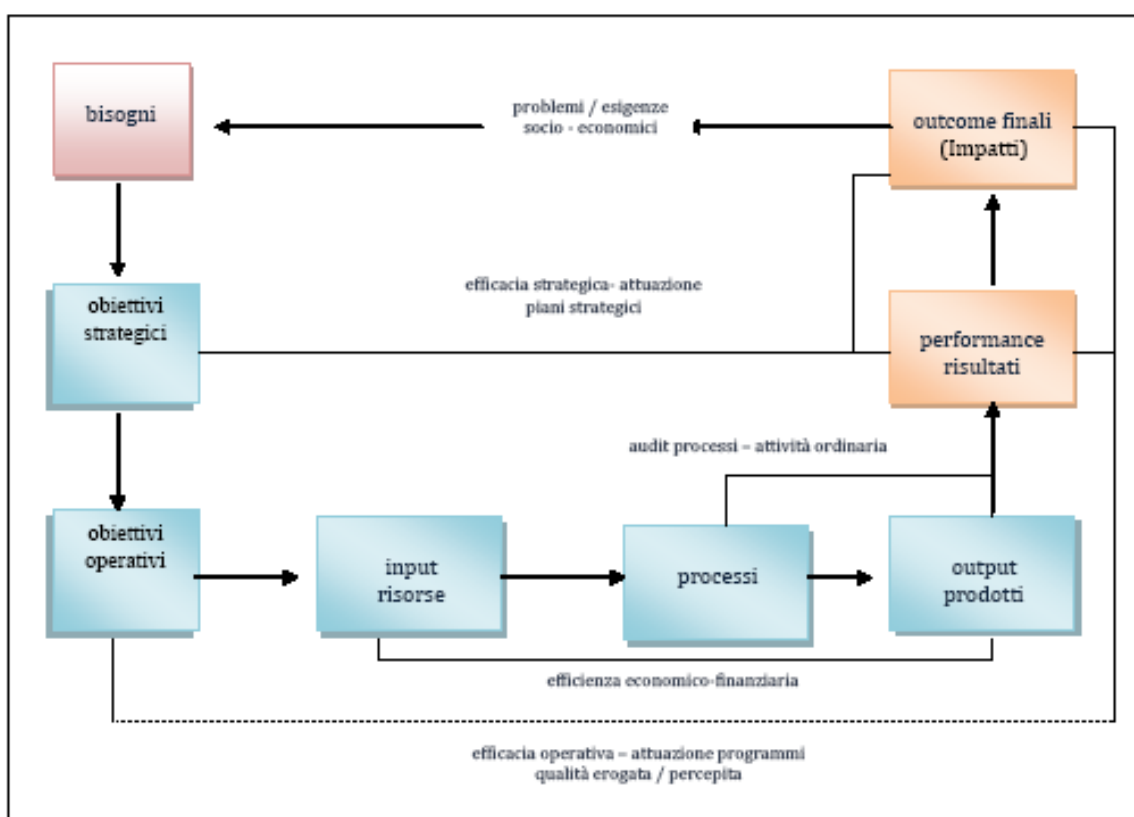 bisogni
problemi / esigenze
socio - economici
outcome finali
(Impatti)
obiettivi
strategici
efficacia strategica- attuazione
piani strategici
performance
risultati
audit processi – attività ordinaria
obiettivi
operativi
input
risorse
processi
output
prodotti
efficienza economico-finanziaria
efficacia operativa – attuazione programmi
qualità erogata / percepita